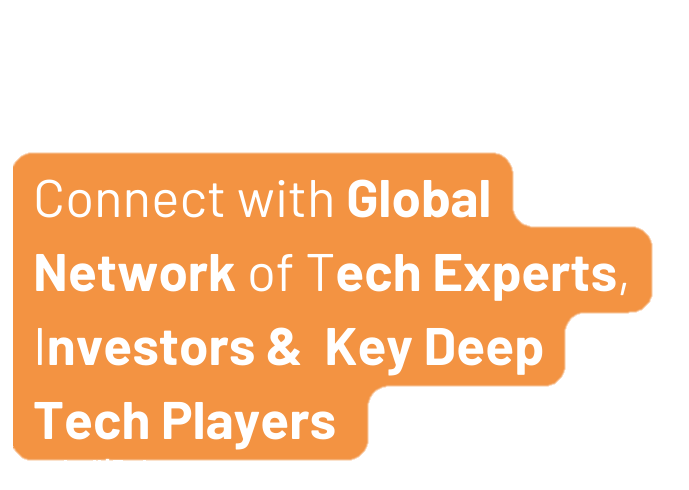 Connect with Global
Network of Tech Experts,
Investors & Key Deep
Tech Players